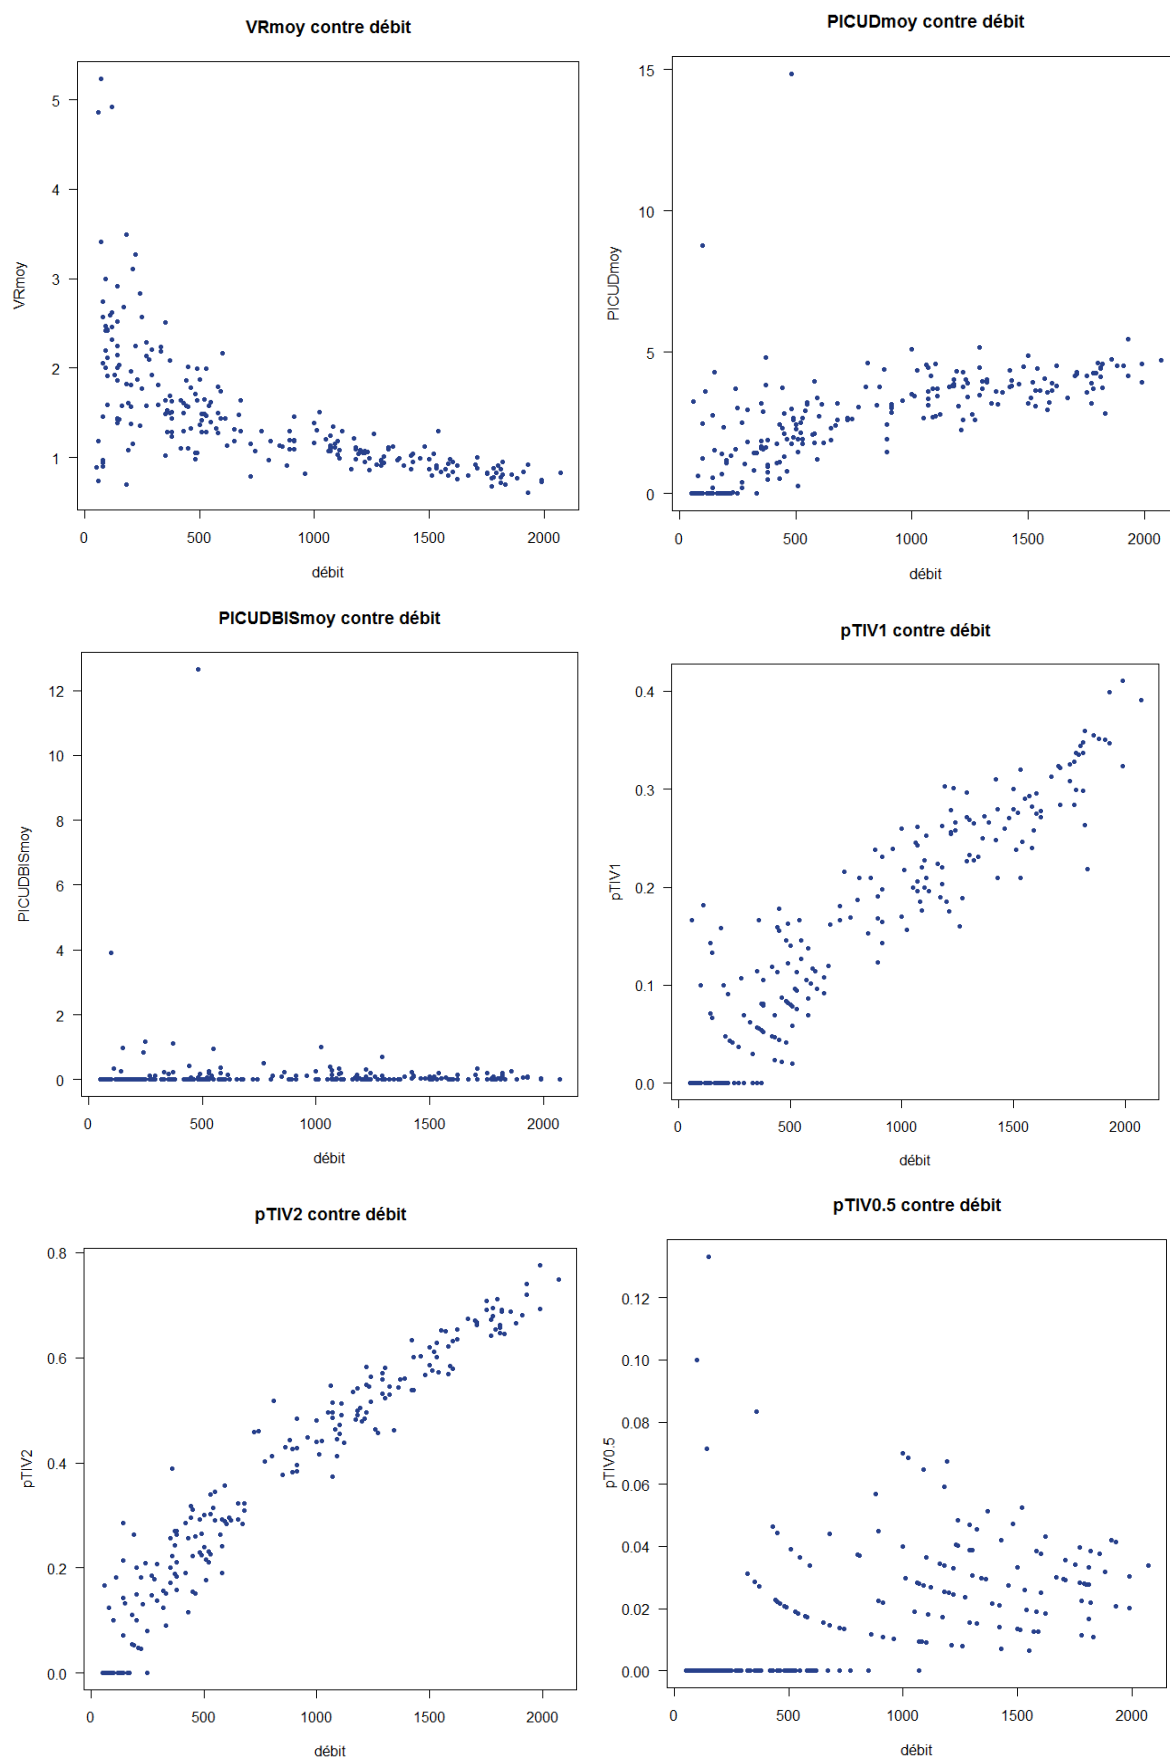 VRmoy contre débit
VRmoy
5
4
3
2
1
0 500 1000 1500 2000
débit
PICUDmoy contre débit
PICUDmoy
15
10
5
0
0 500 1000 1500 2000
débit
PICUDBISmoy contre débit
PICUDBISmoy
12
10
8
6
4
2
0
0 500 1000 1500 2000
débit
pTIV1 contre débit
pTIV1
0.4
0.3
0.2
0.1
0.0
0 500 1000 1500 2000
débit
pTIV2 contre débit
pTIV2
0.8
0.6
0.4
0.2
0.0
0 500 1000 1500 2000
débit
pTIV0.5 contre débit
pTIV0.5
0.12
0.10
0.08
0.06
0.04
0.02
0.00
0 500 1000 1500 2000
débit